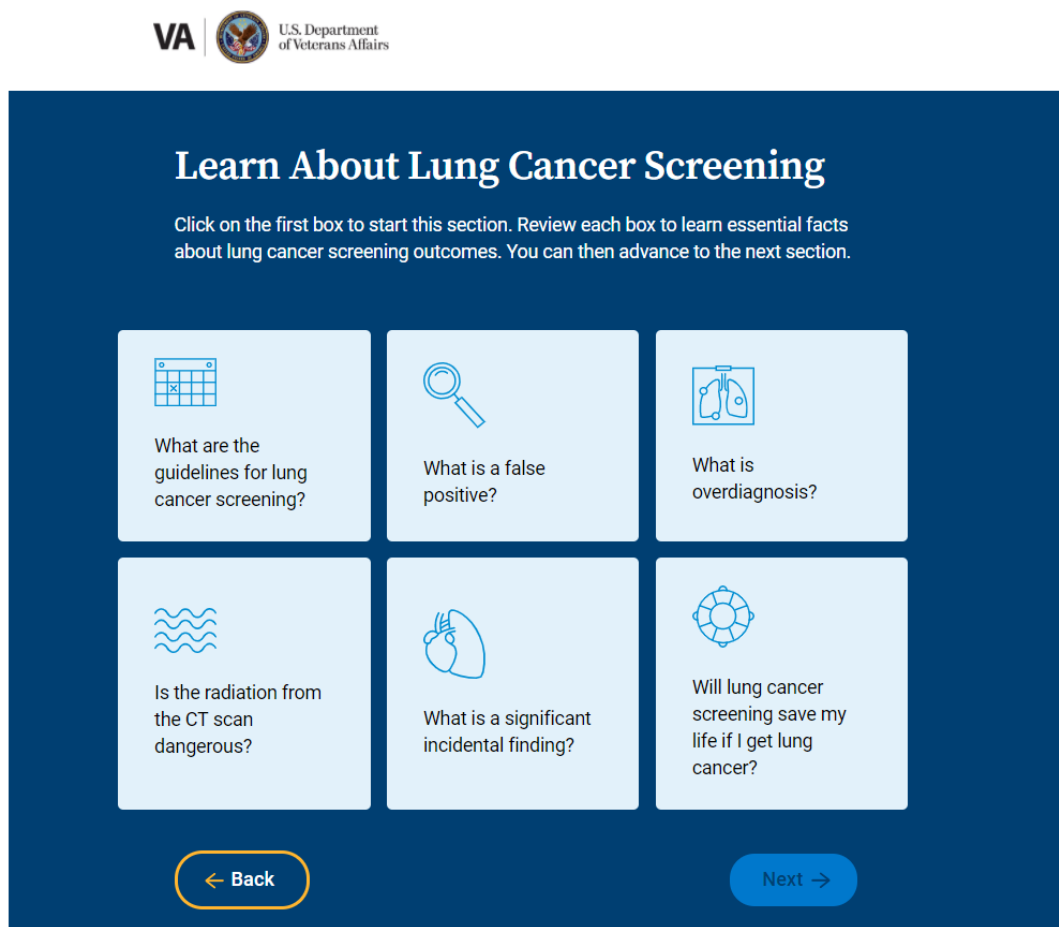 VA
U.S. Department
of Veterans Affairs
Learn About Lung Cancer Screening
Click on the first box to start this section. Review each box to learn essential facts
about lung cancer screening outcomes. You can then advance to the next section.
What are the
guidelines for lung
cancer screening?
What is a false
positive?
What is
overdiagnosis?
Is the radiation from
the CT scan
dangerous?
What is a significant
incidental finding?
Will lung cancer
screening save my
life if I get lung
cancer?
← Back
Next →